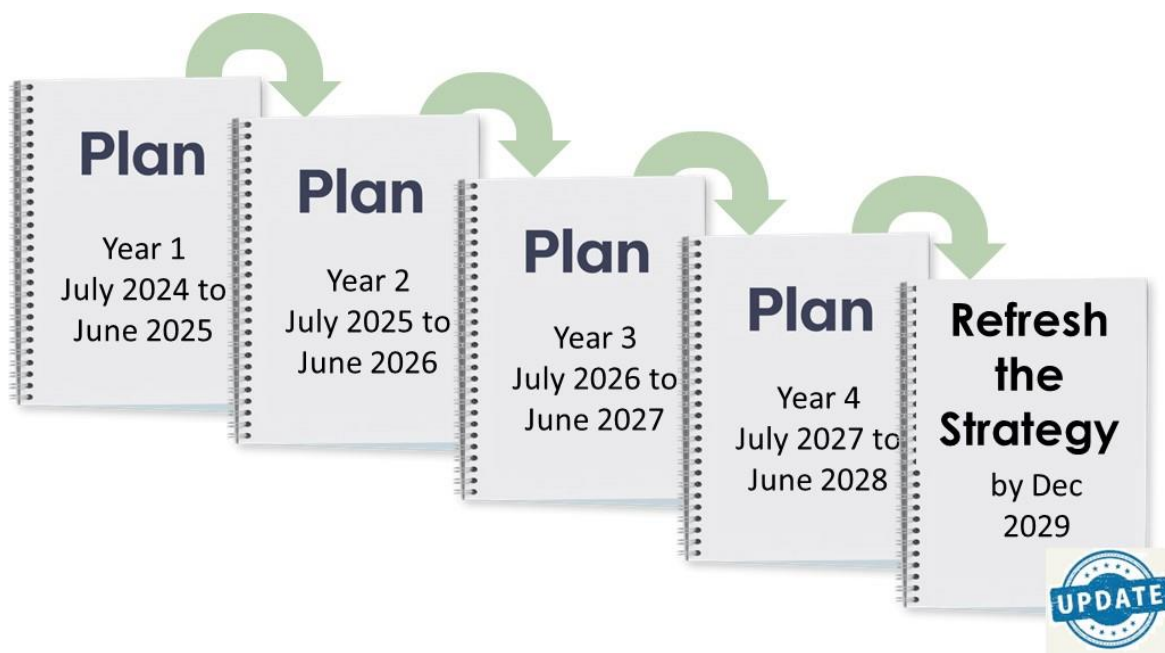 Plan
Year 1
July 2024 to
June 2025
Plan
Year 2
July 2025 to
June 2026
Plan
Year 3
July 2026 to
June 2027
Plan
Year 4
July 2027 to
June 2028
Refresh
the
Strategy
by Dec
2029
UPDATE